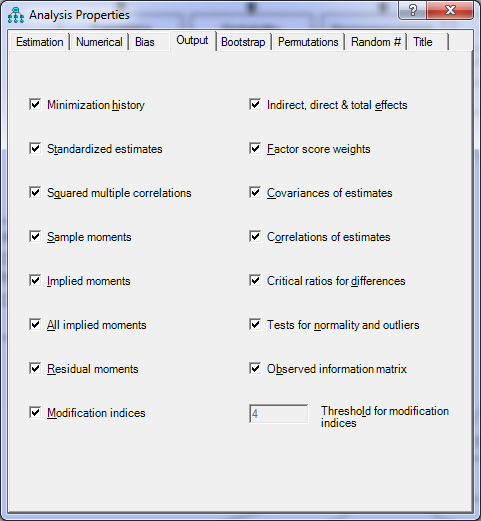 Analysis Properties
?
Estimation
Numerical
Bias
Output
Bootstrap
Permutations
Random #
Title
Minimization history
Indirect, direct & total effects
Standardized estimates
Factor score weights
Squared multiple correlations
Covariances of estimates
Sample moments
Correlations of estimates
Implied moments
Critical ratios for differences
All implied moments
Tests for normality and outliers
Residual moments
Observed information matrix
Modification indices
4
Threshold for modification
indices